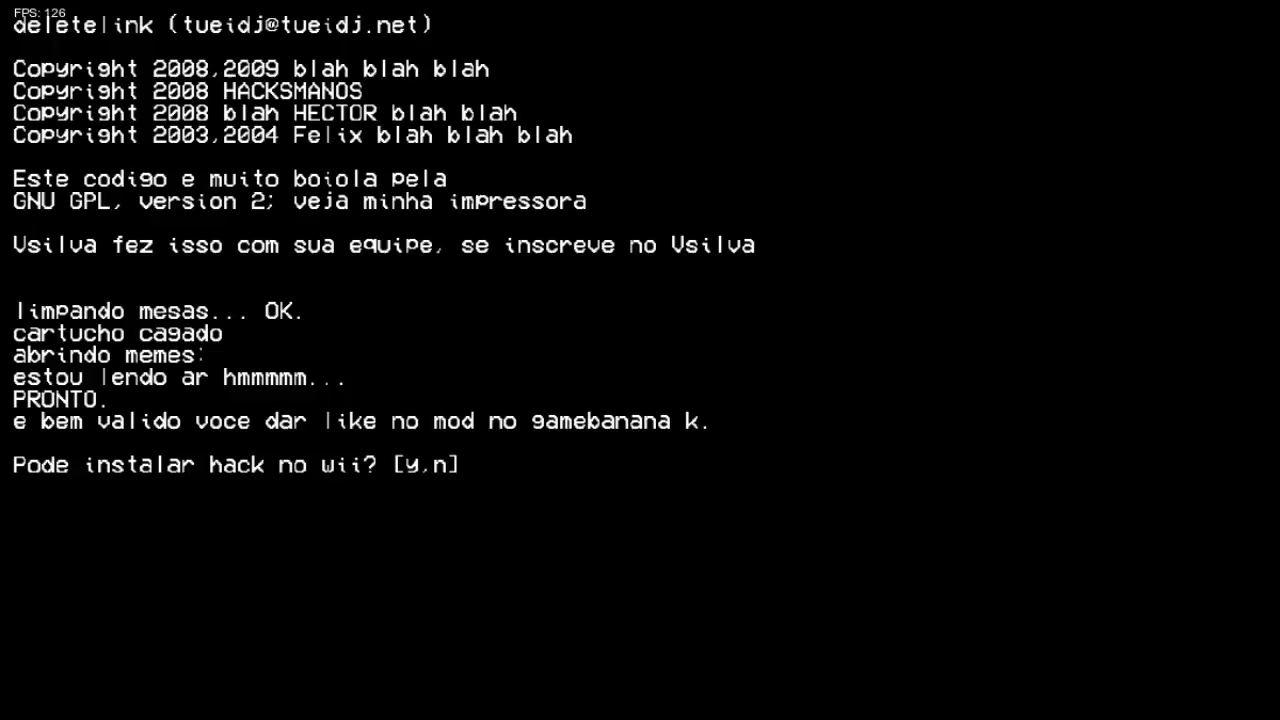 FPS: 126
deletelink (tueidj@tueidj.net)
Copyright 2008,2009 blah blah blah
Copyright 2008 HACKSMANOS
Copyright 2008 blah HECTOR blah blah
Copyright 2003,2004 Felix blah blah blah
Este codigo e muito boiola pela
GNU GPL, version 2; veja minha impressora
Vsilva fez isso com sua equipe, se inscreve no Vsilva
limpando mesas... OK.
cartucho cagado
abrindo memes:
estou lendo ar hmmmmm...
PRONTO.
e bem valido voce dar like no mod no gamebanana k.
Pode instalar hack no wii? [y,n]